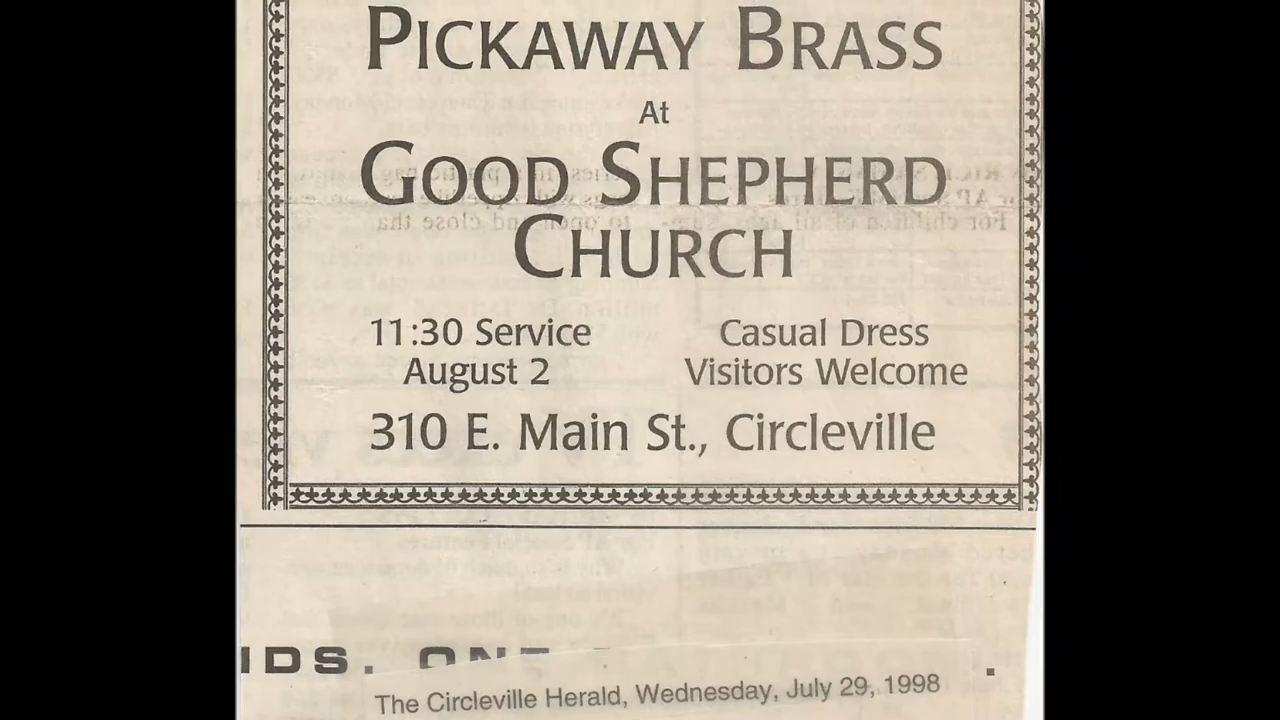 PICKAWAY BRASS
At
GOOD SHEPHERD
CHURCH
11:30 Service
August 2
Casual Dress
Visitors Welcome
310 E. Main St., Circleville
The Circleville Herald, Wednesday, July 29, 1998